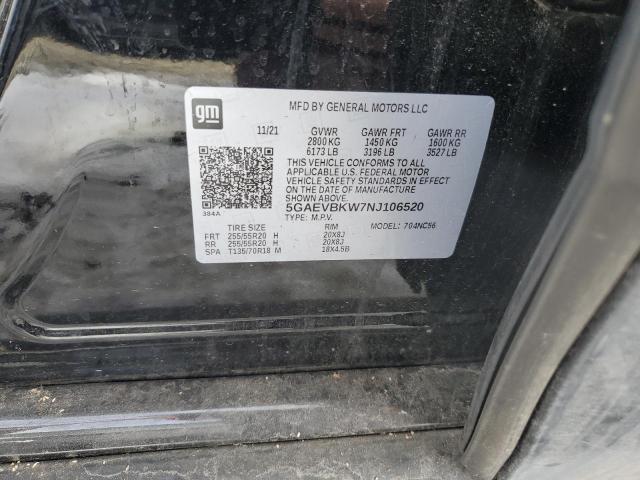 gm
MFD BY GENERAL MOTORS LLC
11/21 GVWR GAWR FRT GAWR RR
2800 KG 1450 KG 1600 KG
6173 LB 3196 LB 3527 LB
THIS VEHICLE CONFORMS TO ALL
APPLICABLE U.S. FEDERAL MOTOR
VEHICLE SAFETY STANDARDS IN
EFFECT ON THE DATE OF MANUFACTURE
SHOWN ABOVE.
5GAEVBKW7NJ106520
384A
TYPE: M.P.V.
TIRE SIZE RIM MODEL: 704NC56
FRT 255/55R20 H 20X8J
RR 255/55R20 H 20X8J
SPA T135/70R18 M 18X4.5B